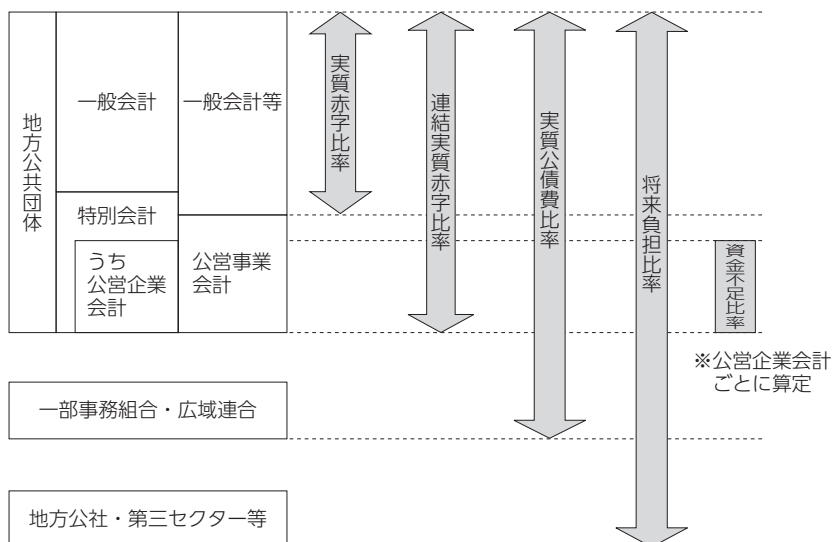 地方公共団体
一般会計
一般会計等
特別会計
うち
公営企業
会計
公営事業
会計
実質赤字比率
連結実質赤字比率
実質公債費比率
将来負担比率
資金不足比率
※公営企業会計
ごとに算定
一部事務組合・広域連合
地方公社・第三セクター等